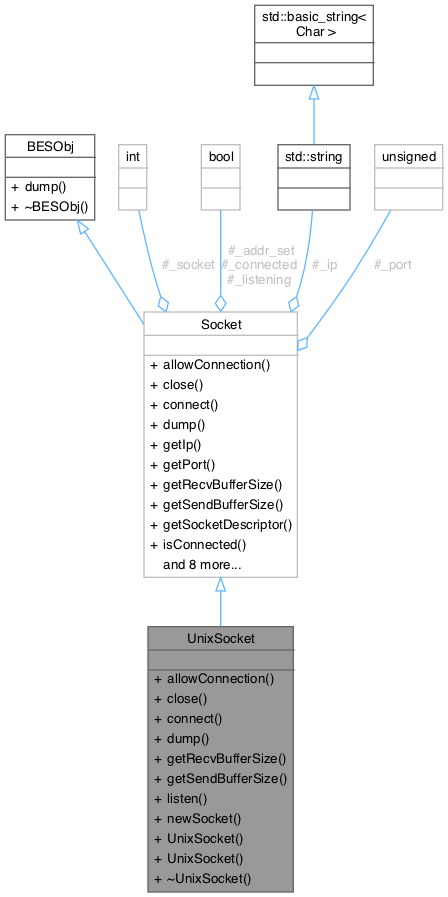 std::basic_string<
Char >
BESObj
+ dump()
+ ~BESObj()
int
bool
std::string
unsigned
#_socket
#_addr_set
#_connected
#_listening
#_ip
#_port
Socket
+ allowConnection()
+ close()
+ connect()
+ dump()
+ getIp()
+ getPort()
+ getRecvBufferSize()
+ getSendBufferSize()
+ getSocketDescriptor()
+ isConnected()
and 8 more...
UnixSocket
+ allowConnection()
+ close()
+ connect()
+ dump()
+ getRecvBufferSize()
+ getSendBufferSize()
+ listen()
+ newSocket()
+ UnixSocket()
+ UnixSocket()
+ ~UnixSocket()